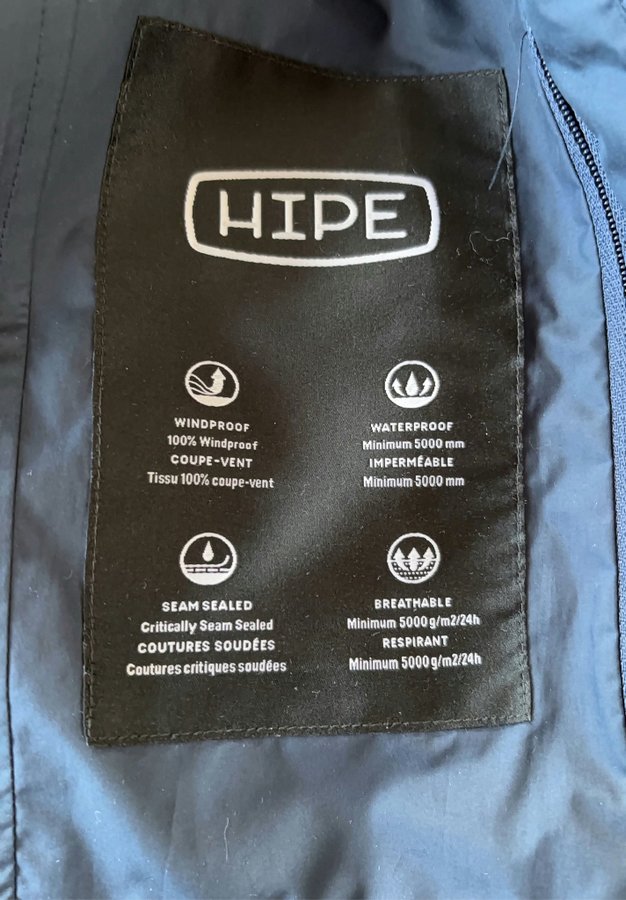 HIPE
WINDPROOF
100% Windproof
COUPE-VENT
Tissu 100% coupe-vent
WATERPROOF
Minimum 5000 mm
IMPERMÉABLE
Minimum 5000 mm
SEAM SEALED
Critically Seam Sealed
COUTURES SOUDÉES
Coutures critiques soudées
BREATHABLE
Minimum 5000 g/m2/24h
RESPIRANT
Minimum 5000 g/m2/24h